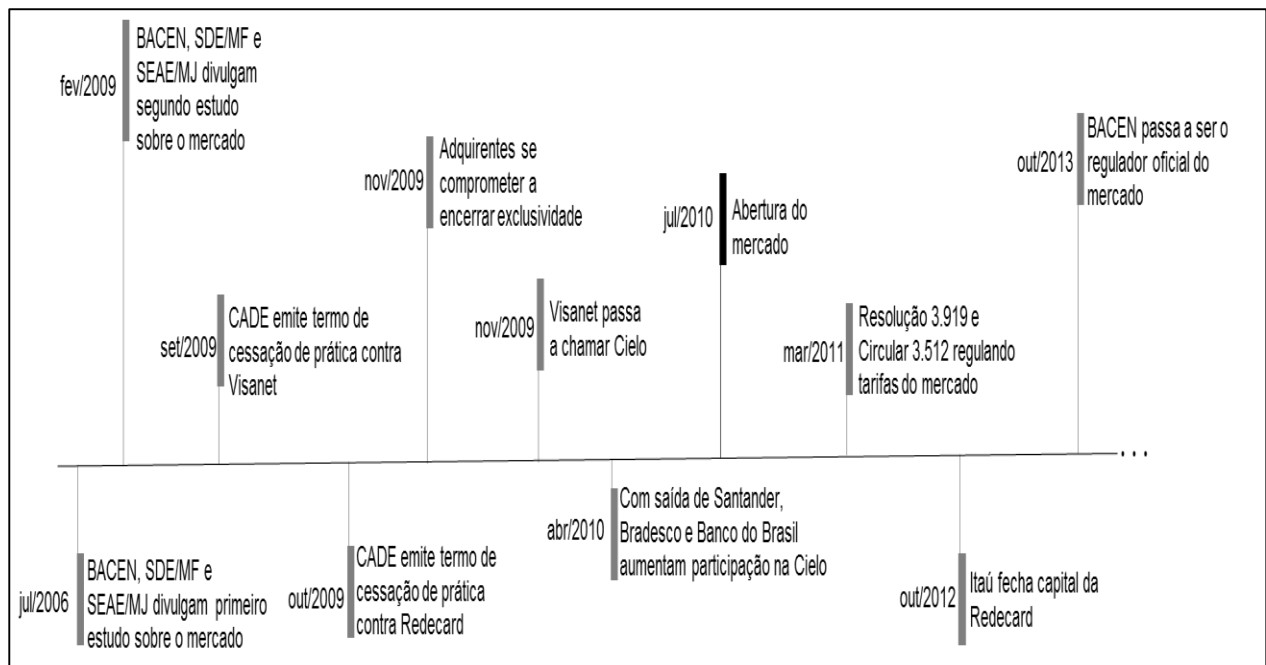 fev/2009
BACEN, SDE/MF e
SEAE/MJ divulgam
segundo estudo
sobre o mercado
set/2009
CADE emite termo de
cessação de prática contra
Visanet
nov/2009
Adquirentes se
comprometer a
encerrar exclusividade
nov/2009
Visanet passa
a chamar Cielo
jul/2010
Abertura do
mercado
mar/2011
Resolução 3.919 e
Circular 3.512 regulando
tarifas do mercado
out/2013
BACEN passa a ser o
regulador oficial do
mercado
jul/2006
BACEN, SDE/MF e
SEAE/MJ divulgam primeiro
estudo sobre o mercado
out/2009
CADE emite termo de
cessação de prática
contra Redecard
abr/2010
Com saída de Santander,
Bradesco e Banco do Brasil
aumentam participação na Cielo
out/2012
Itaú fecha capital da
Redecard
...